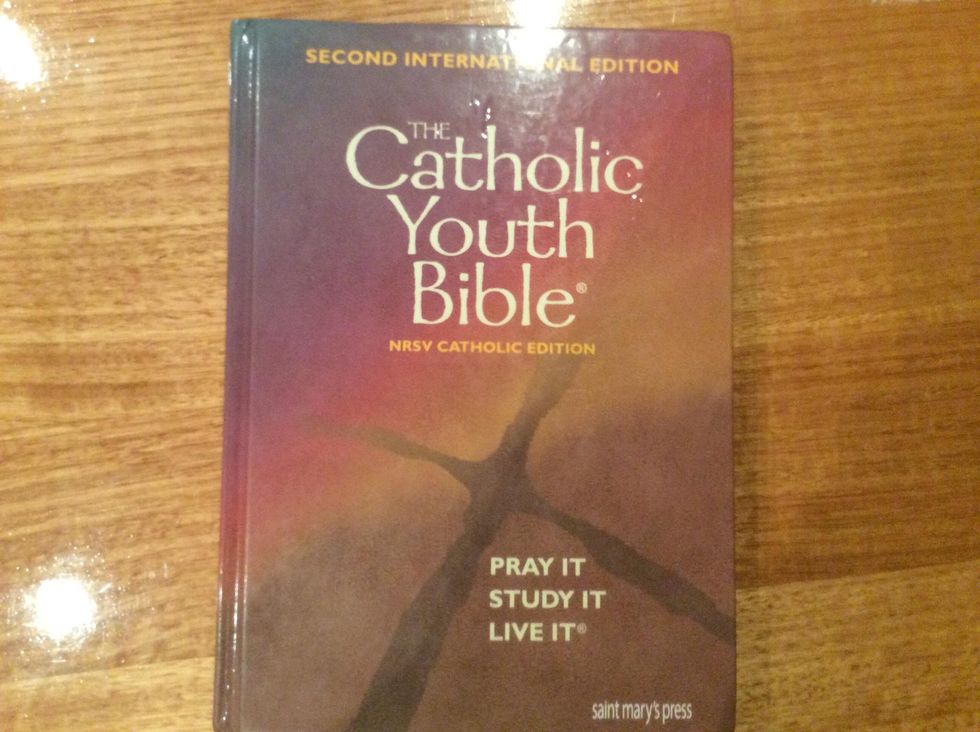 SECOND INTERNATIONAL EDITION
THE
Catholic
Youth
Bible®
NRSV CATHOLIC EDITION
PRAY IT
STUDY IT
LIVE IT®
saint mary's press